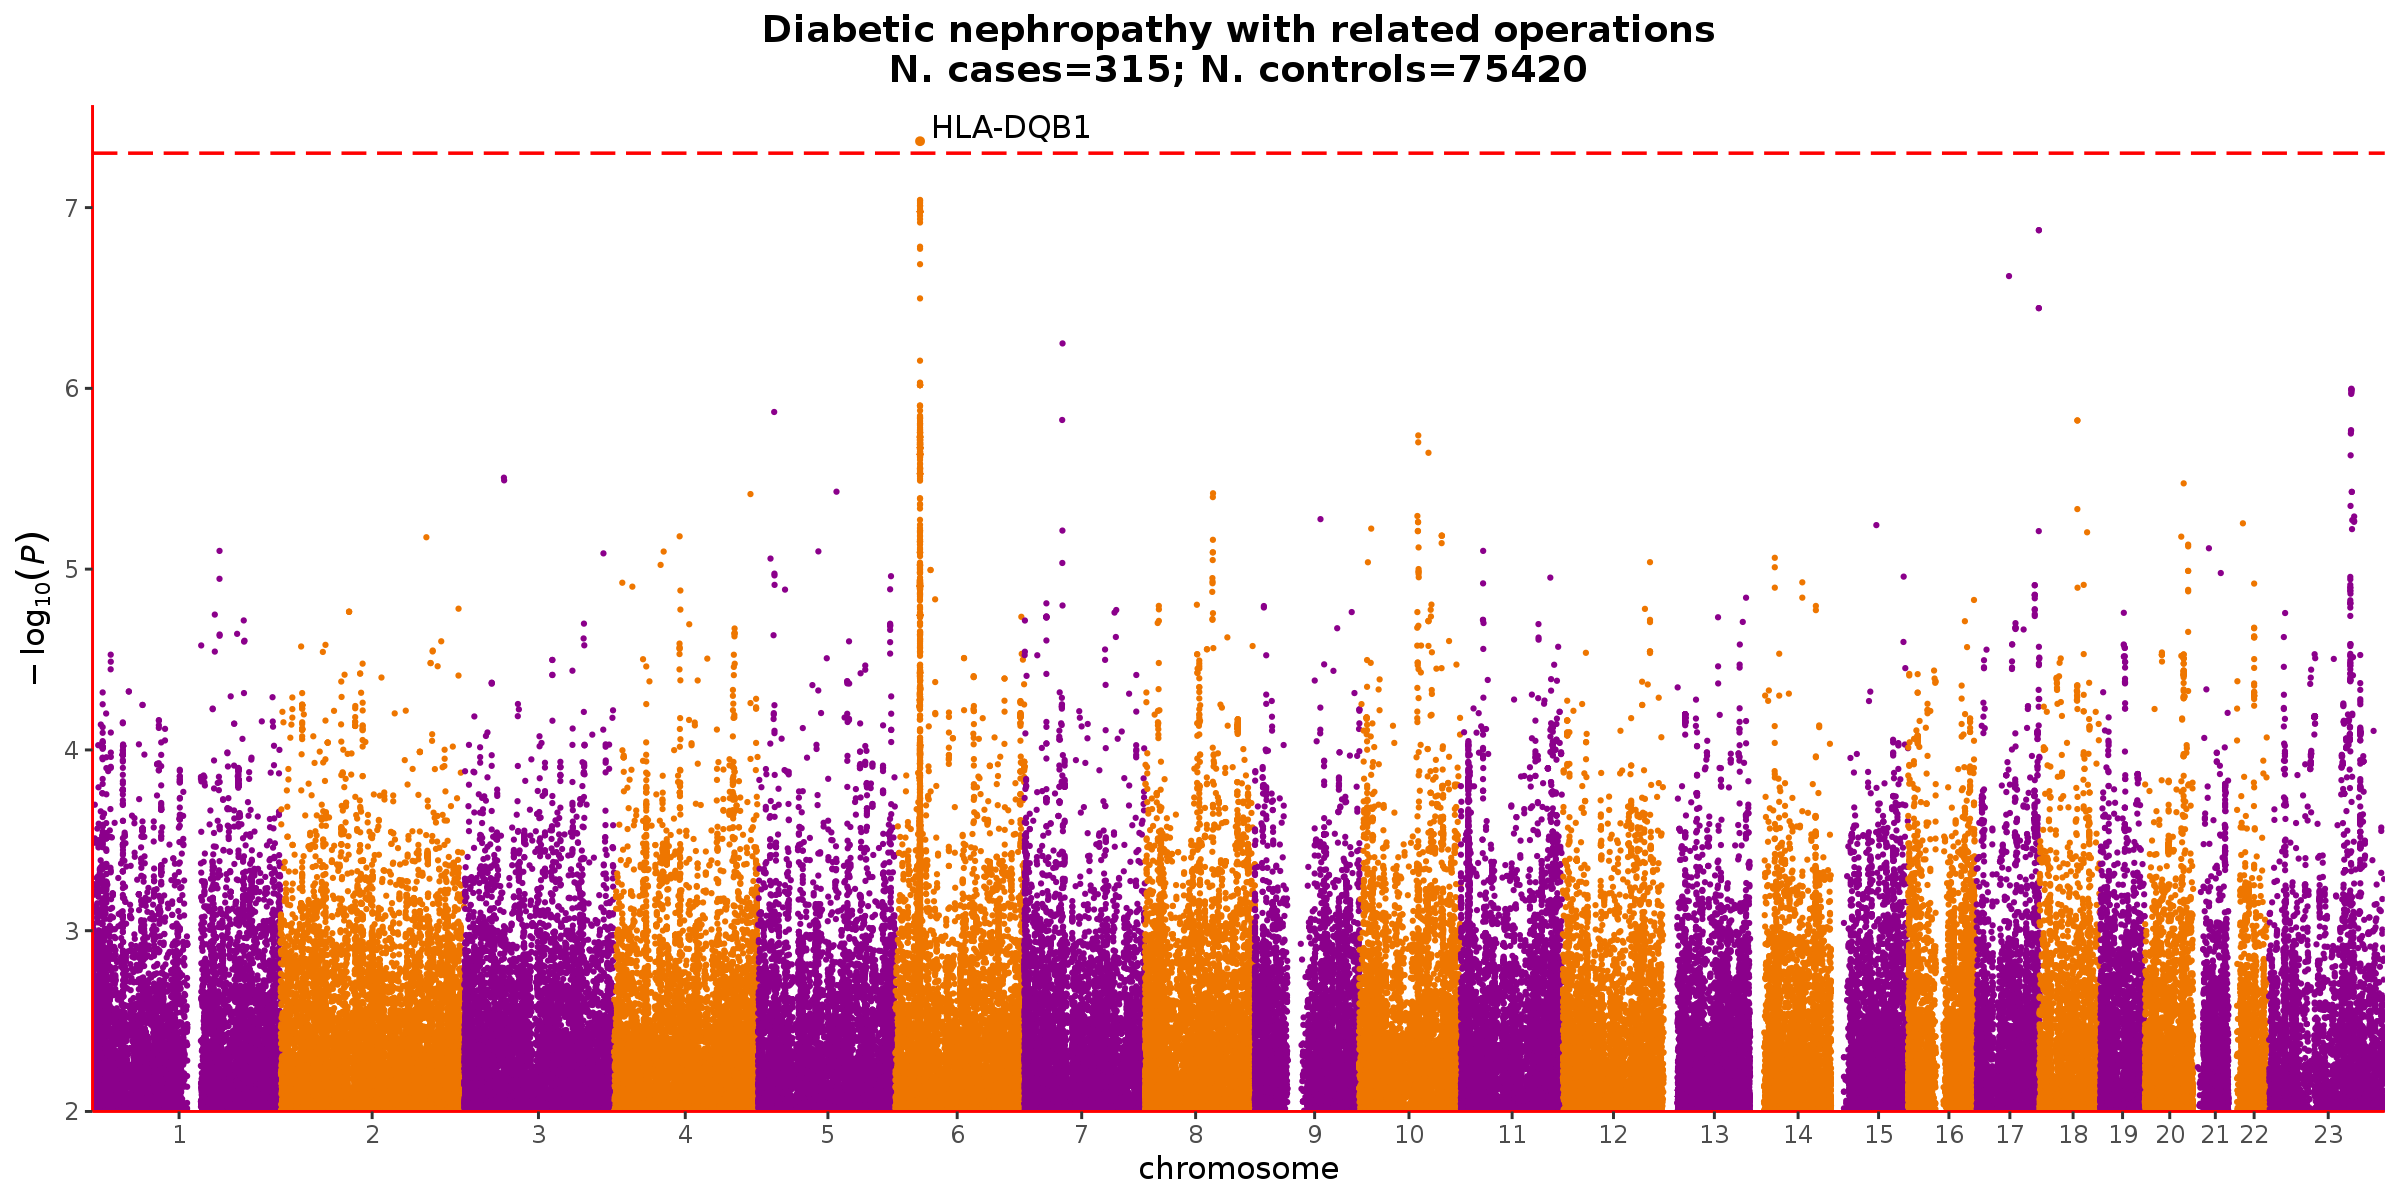 Diabetic nephropathy with related operations
N. cases=315; N. controls=75420
HLA-DQB1
7
6
5
4
3
2
−log₁₀(P)
1 2 3 4 5 6 7 8 9 10 11 12 13 14 15 16 17 18 19 20 21 22 23
chromosome